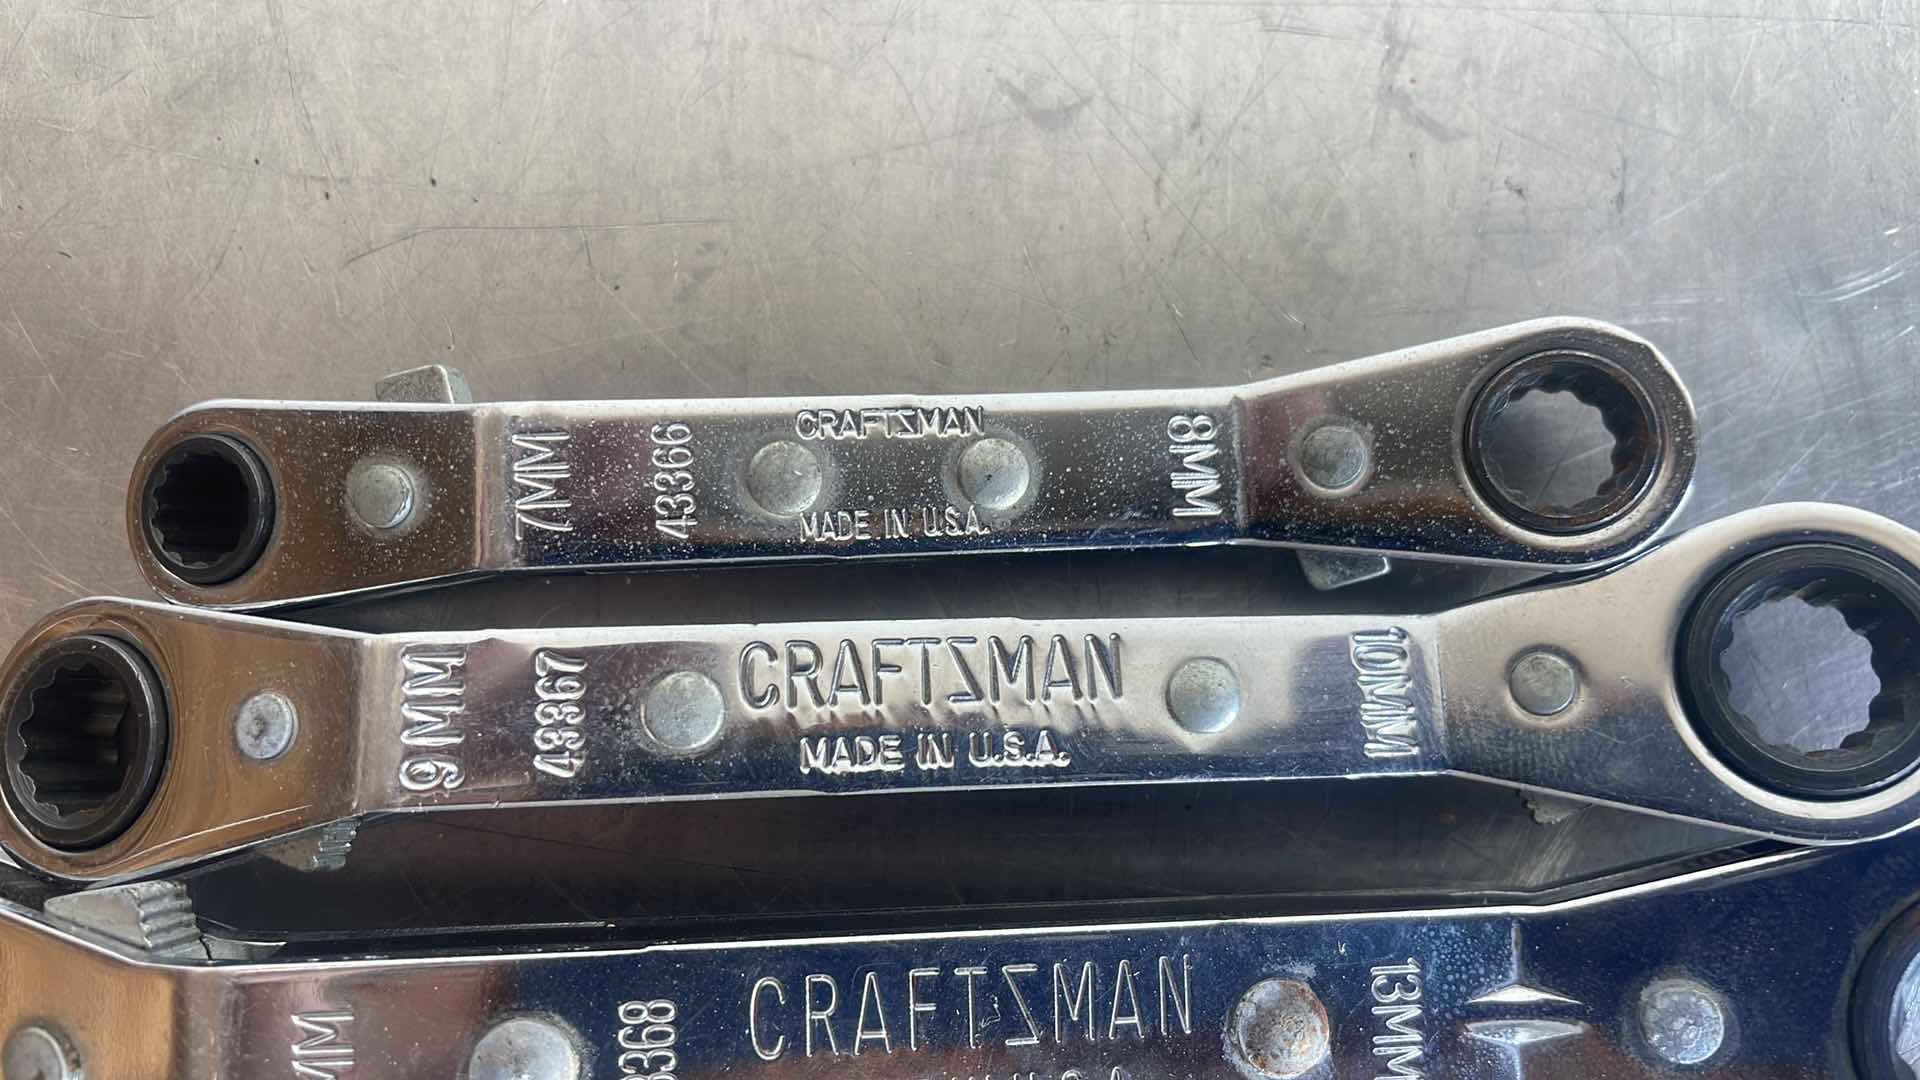 7MM
43366
CRAFTSMAN
MADE IN U.S.A.
8MM
9MM
43367
CRAFTSMAN
MADE IN U.S.A.
10MM
CRAFTSMAN
13MM